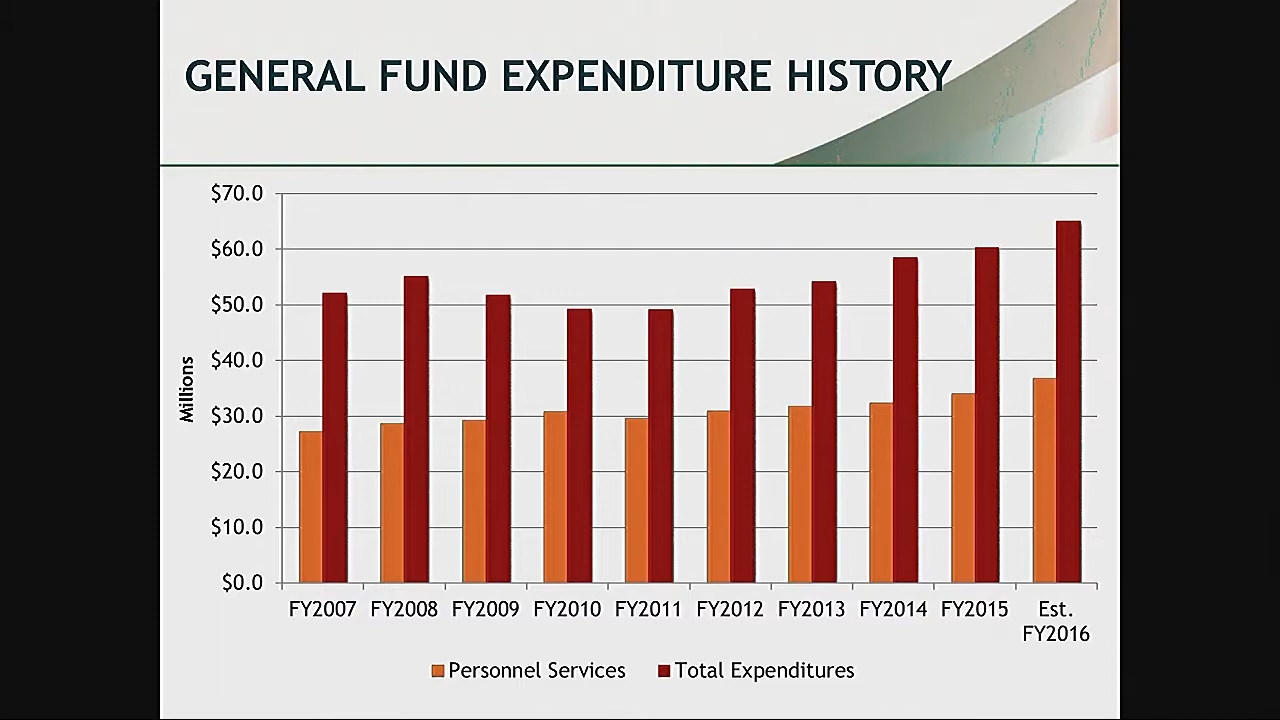 GENERAL FUND EXPENDITURE HISTORY
$70.0
$60.0
$50.0
$40.0
$30.0
$20.0
$10.0
$0.0
Millions
FY2007 FY2008 FY2009 FY2010 FY2011 FY2012 FY2013 FY2014 FY2015 Est.
FY2016
Personnel Services Total Expenditures